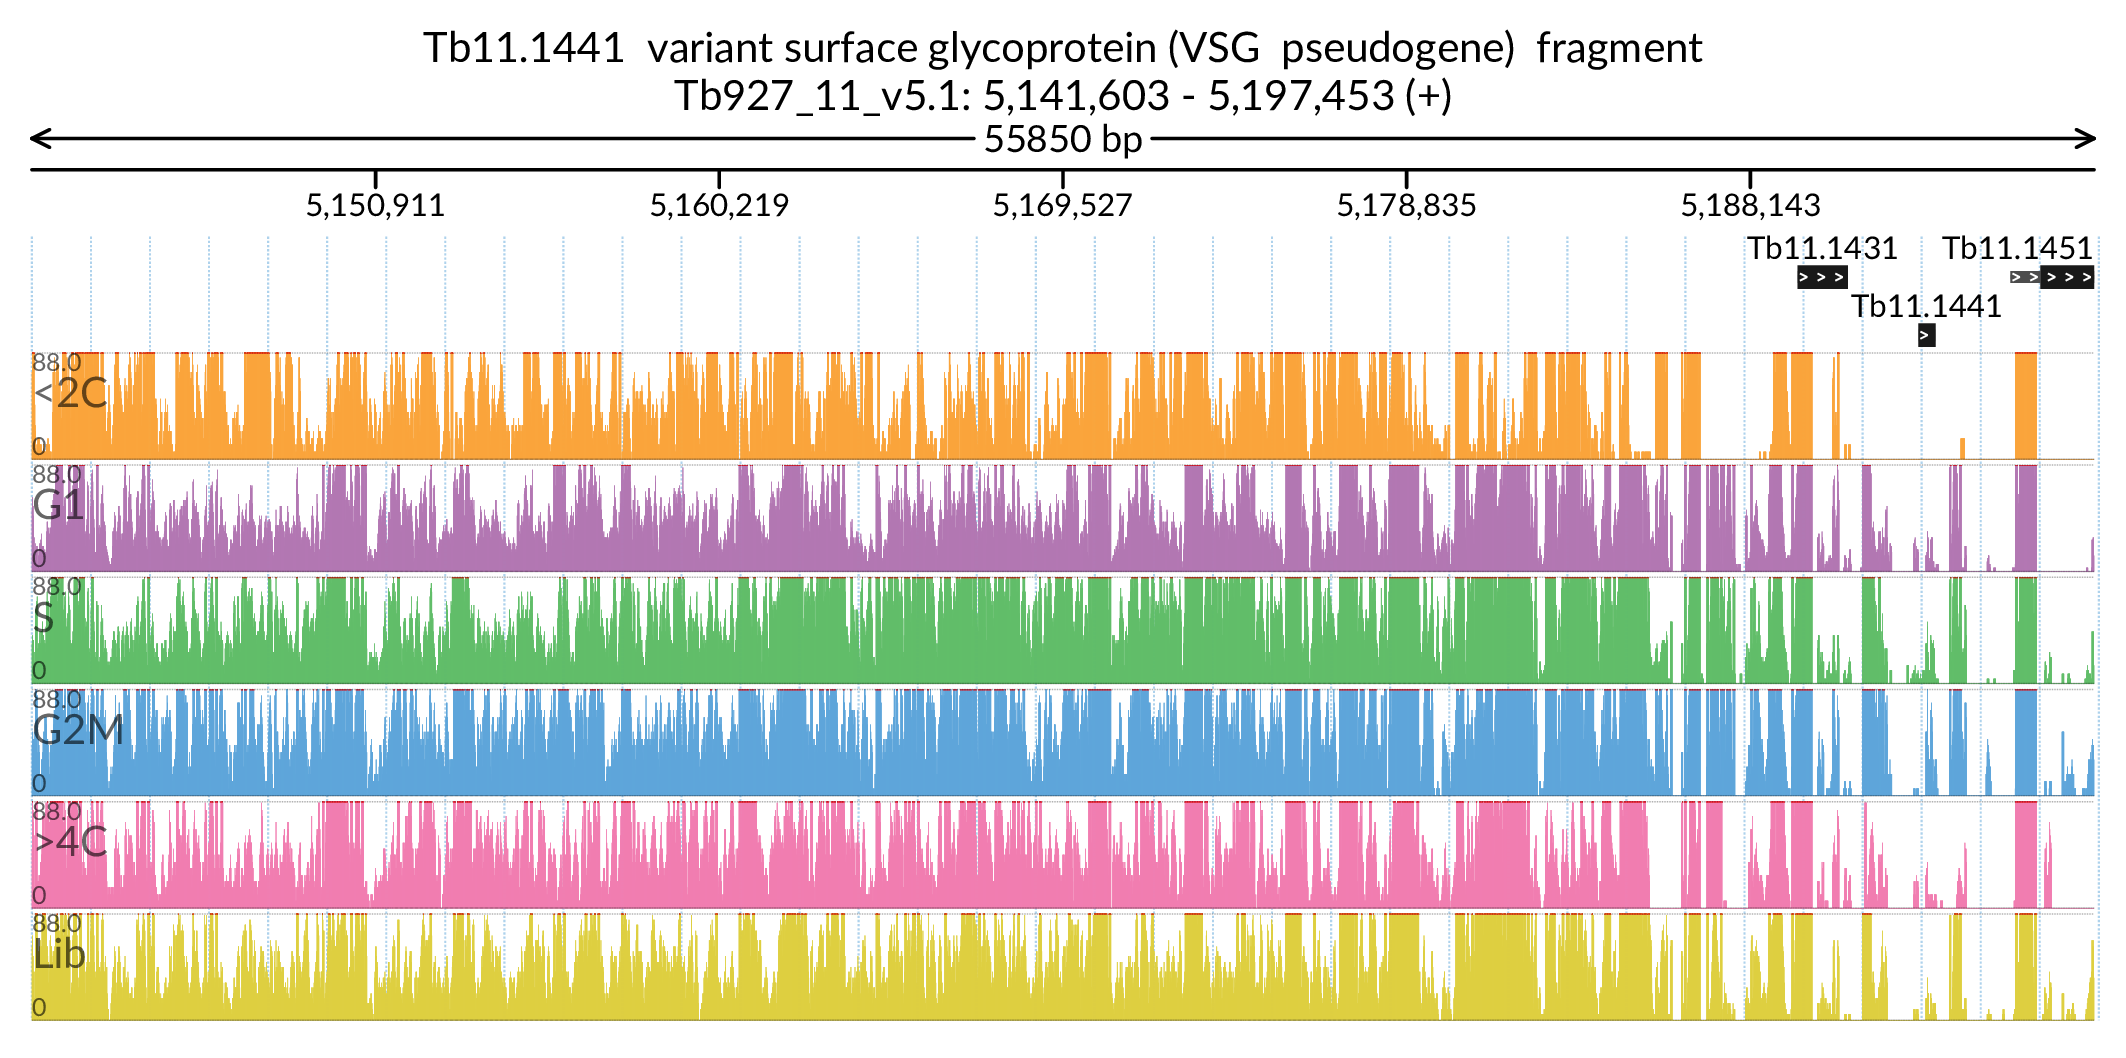 Tb11.1441 variant surface glycoprotein (VSG pseudogene) fragment
Tb927_11_v5.1: 5,141,603 - 5,197,453 (+)
55850 bp
5,150,911 5,160,219 5,169,527 5,178,835 5,188,143
Tb11.1431 Tb11.1451
Tb11.1441
88.0
<2C
0
88.0
G1
0
88.0
S
0
88.0
G2M
0
88.0
>4C
0
88.0
Lib
0